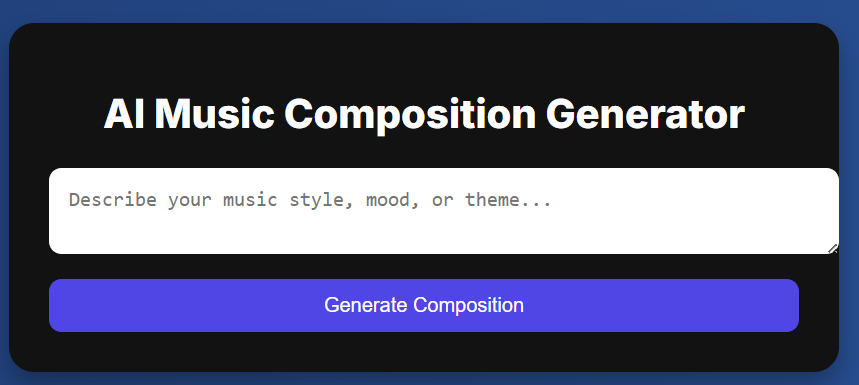 AI Music Composition Generator
Describe your music style, mood, or theme...
Generate Composition